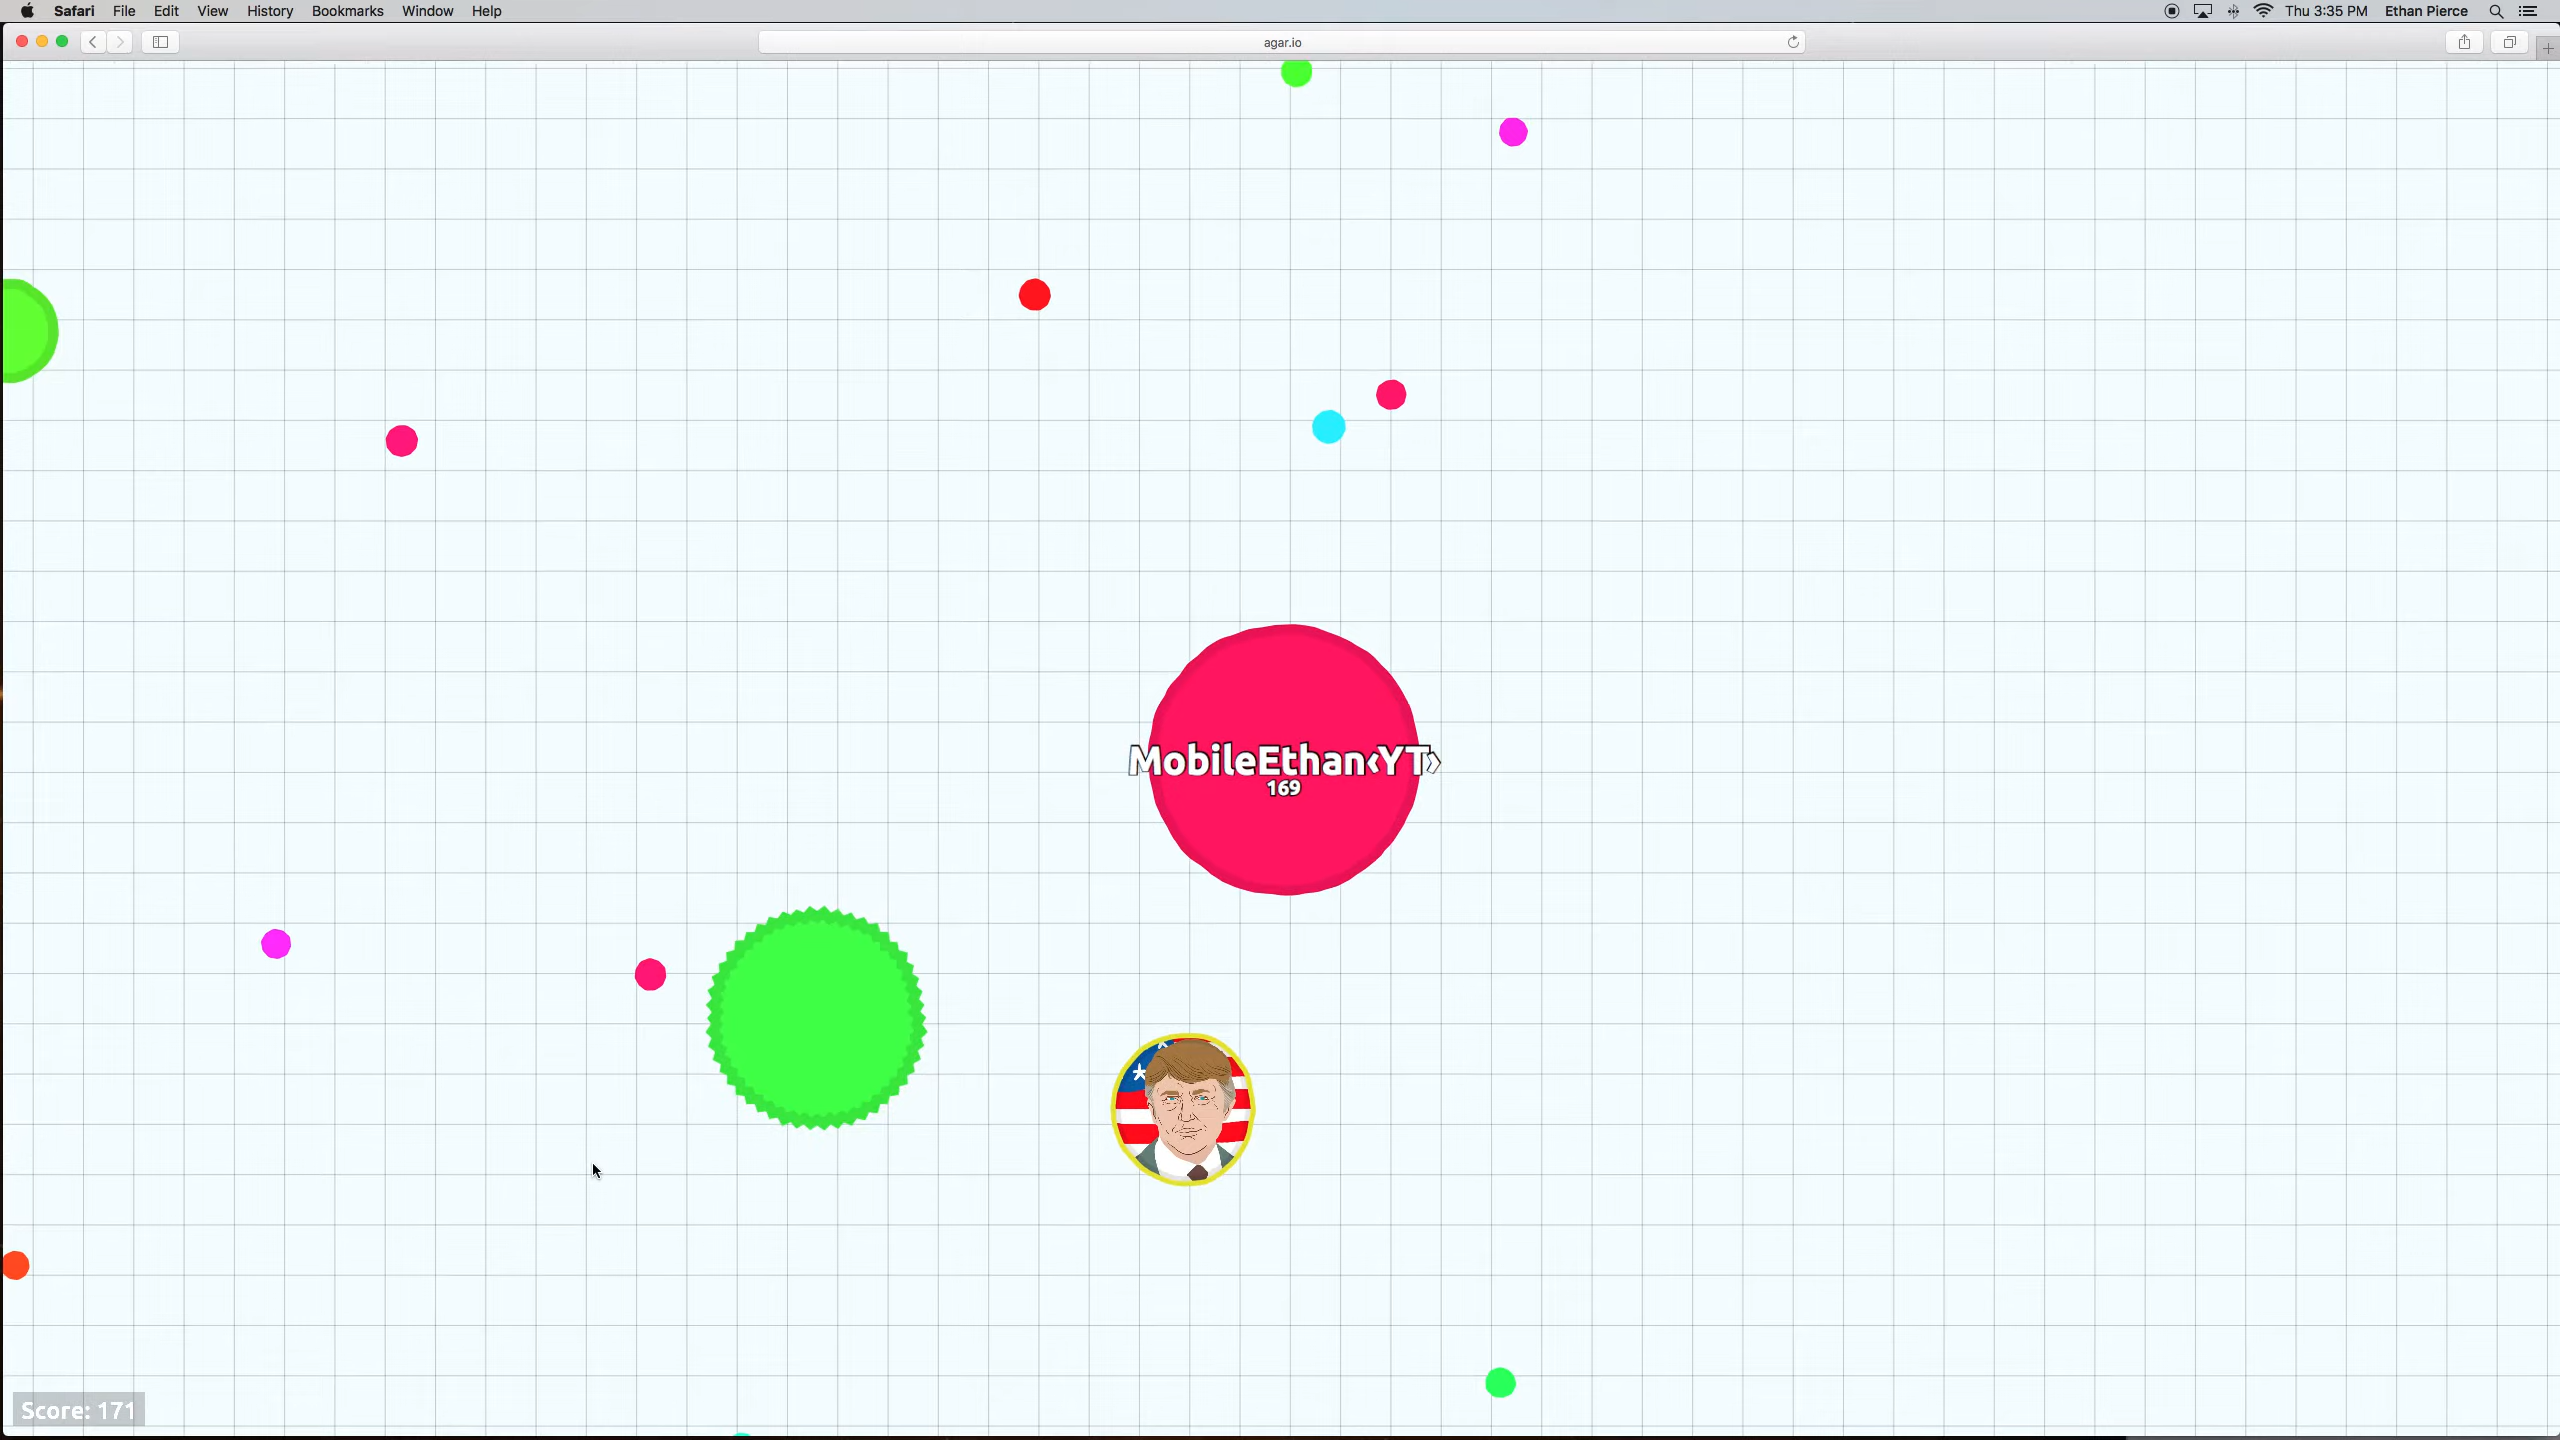 Safari File Edit View History Bookmarks Window Help Thu 3:35 PM Ethan Pierce
agar.io
MobileEthan‹YT›
169
Score: 171